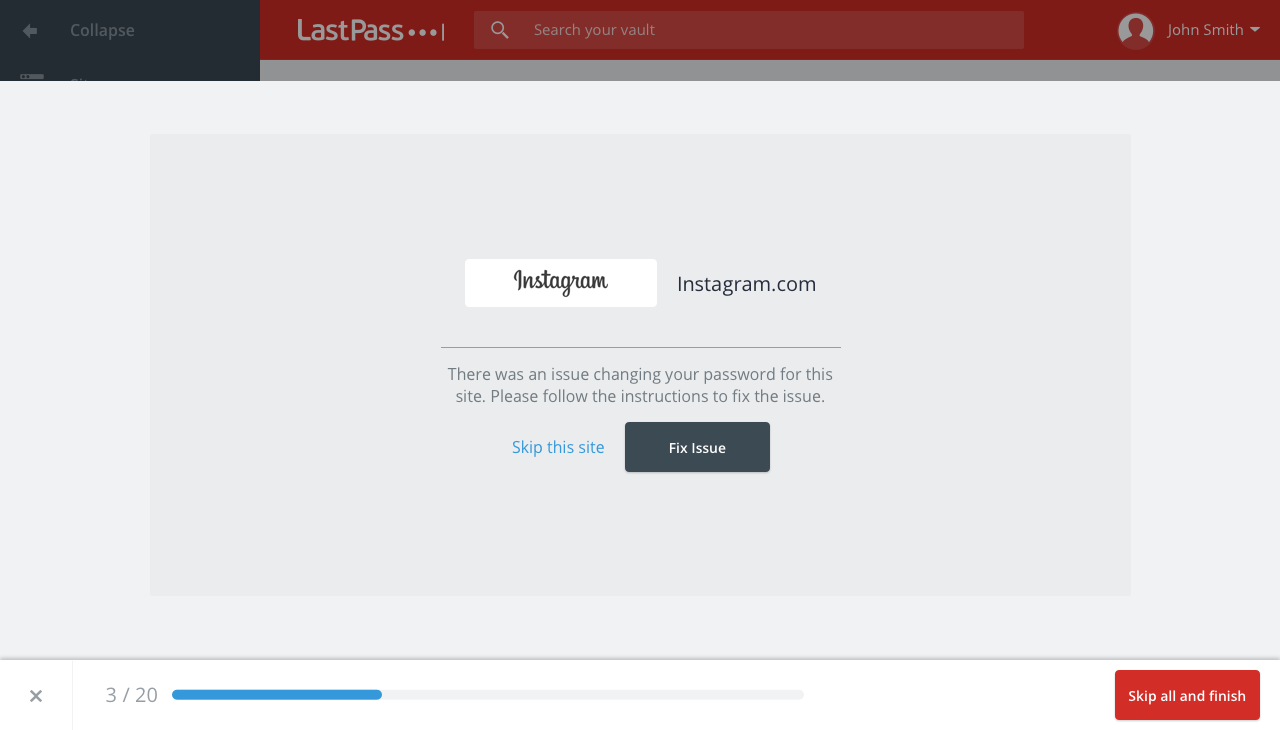 Collapse
LastPass
Search your vault
John Smith
Instagram
Instagram.com
There was an issue changing your password for this
site. Please follow the instructions to fix the issue.
Skip this site
Fix Issue
3 / 20
Skip all and finish